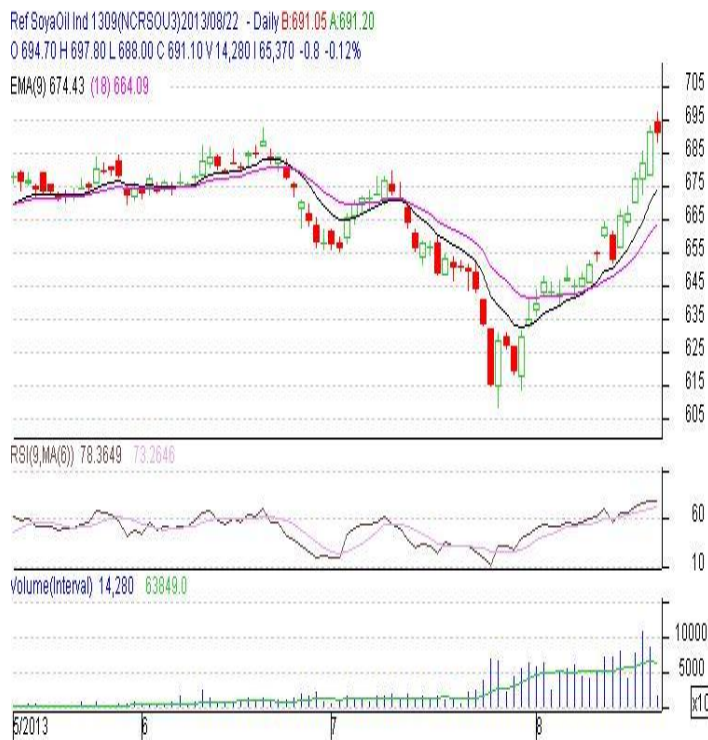 Ref SoyaOil Ind 1309(NCRSOU3)2013/08/22 - Daily B:691.05 A:691.20
O 694.70 H 697.80 L 688.00 C 691.10 V 14,280 I 65,370 -0.8 -0.12%
EMA(9) 674.43 (18) 664.09
705
695
685
675
665
655
645
635
625
615
605
RSI(9,MA(6)) 78.3649 73.2646
60
10
Volume(Interval) 14,280 63849.0
10000
5000
x10
5/2013 6 7 8